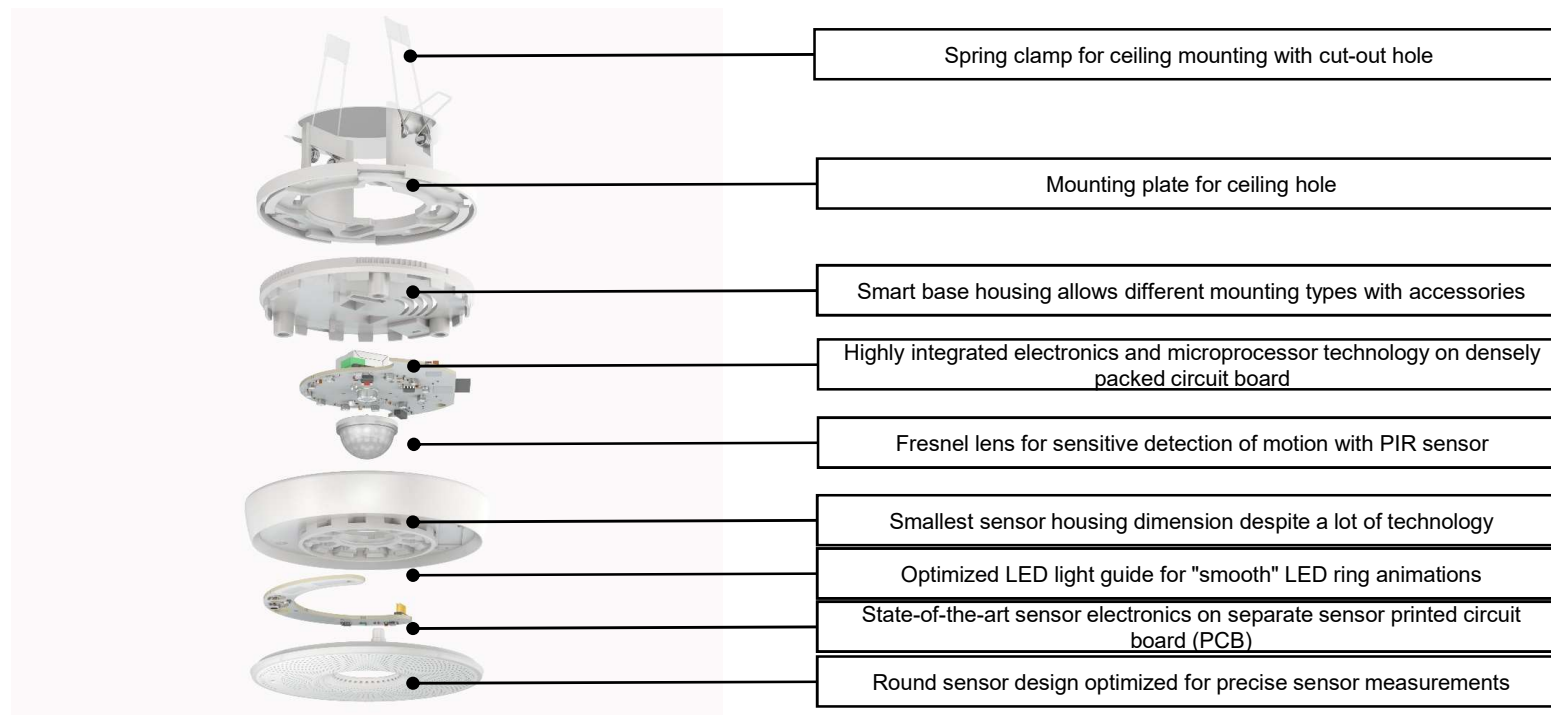 Spring clamp for ceiling mounting with cut-out hole
Mounting plate for ceiling hole
Smart base housing allows different mounting types with accessories
Highly integrated electronics and microprocessor technology on densely
packed circuit board
Fresnel lens for sensitive detection of motion with PIR sensor
Smallest sensor housing dimension despite a lot of technology
Optimized LED light guide for "smooth" LED ring animations
State-of-the-art sensor electronics on separate sensor printed circuit
board (PCB)
Round sensor design optimized for precise sensor measurements